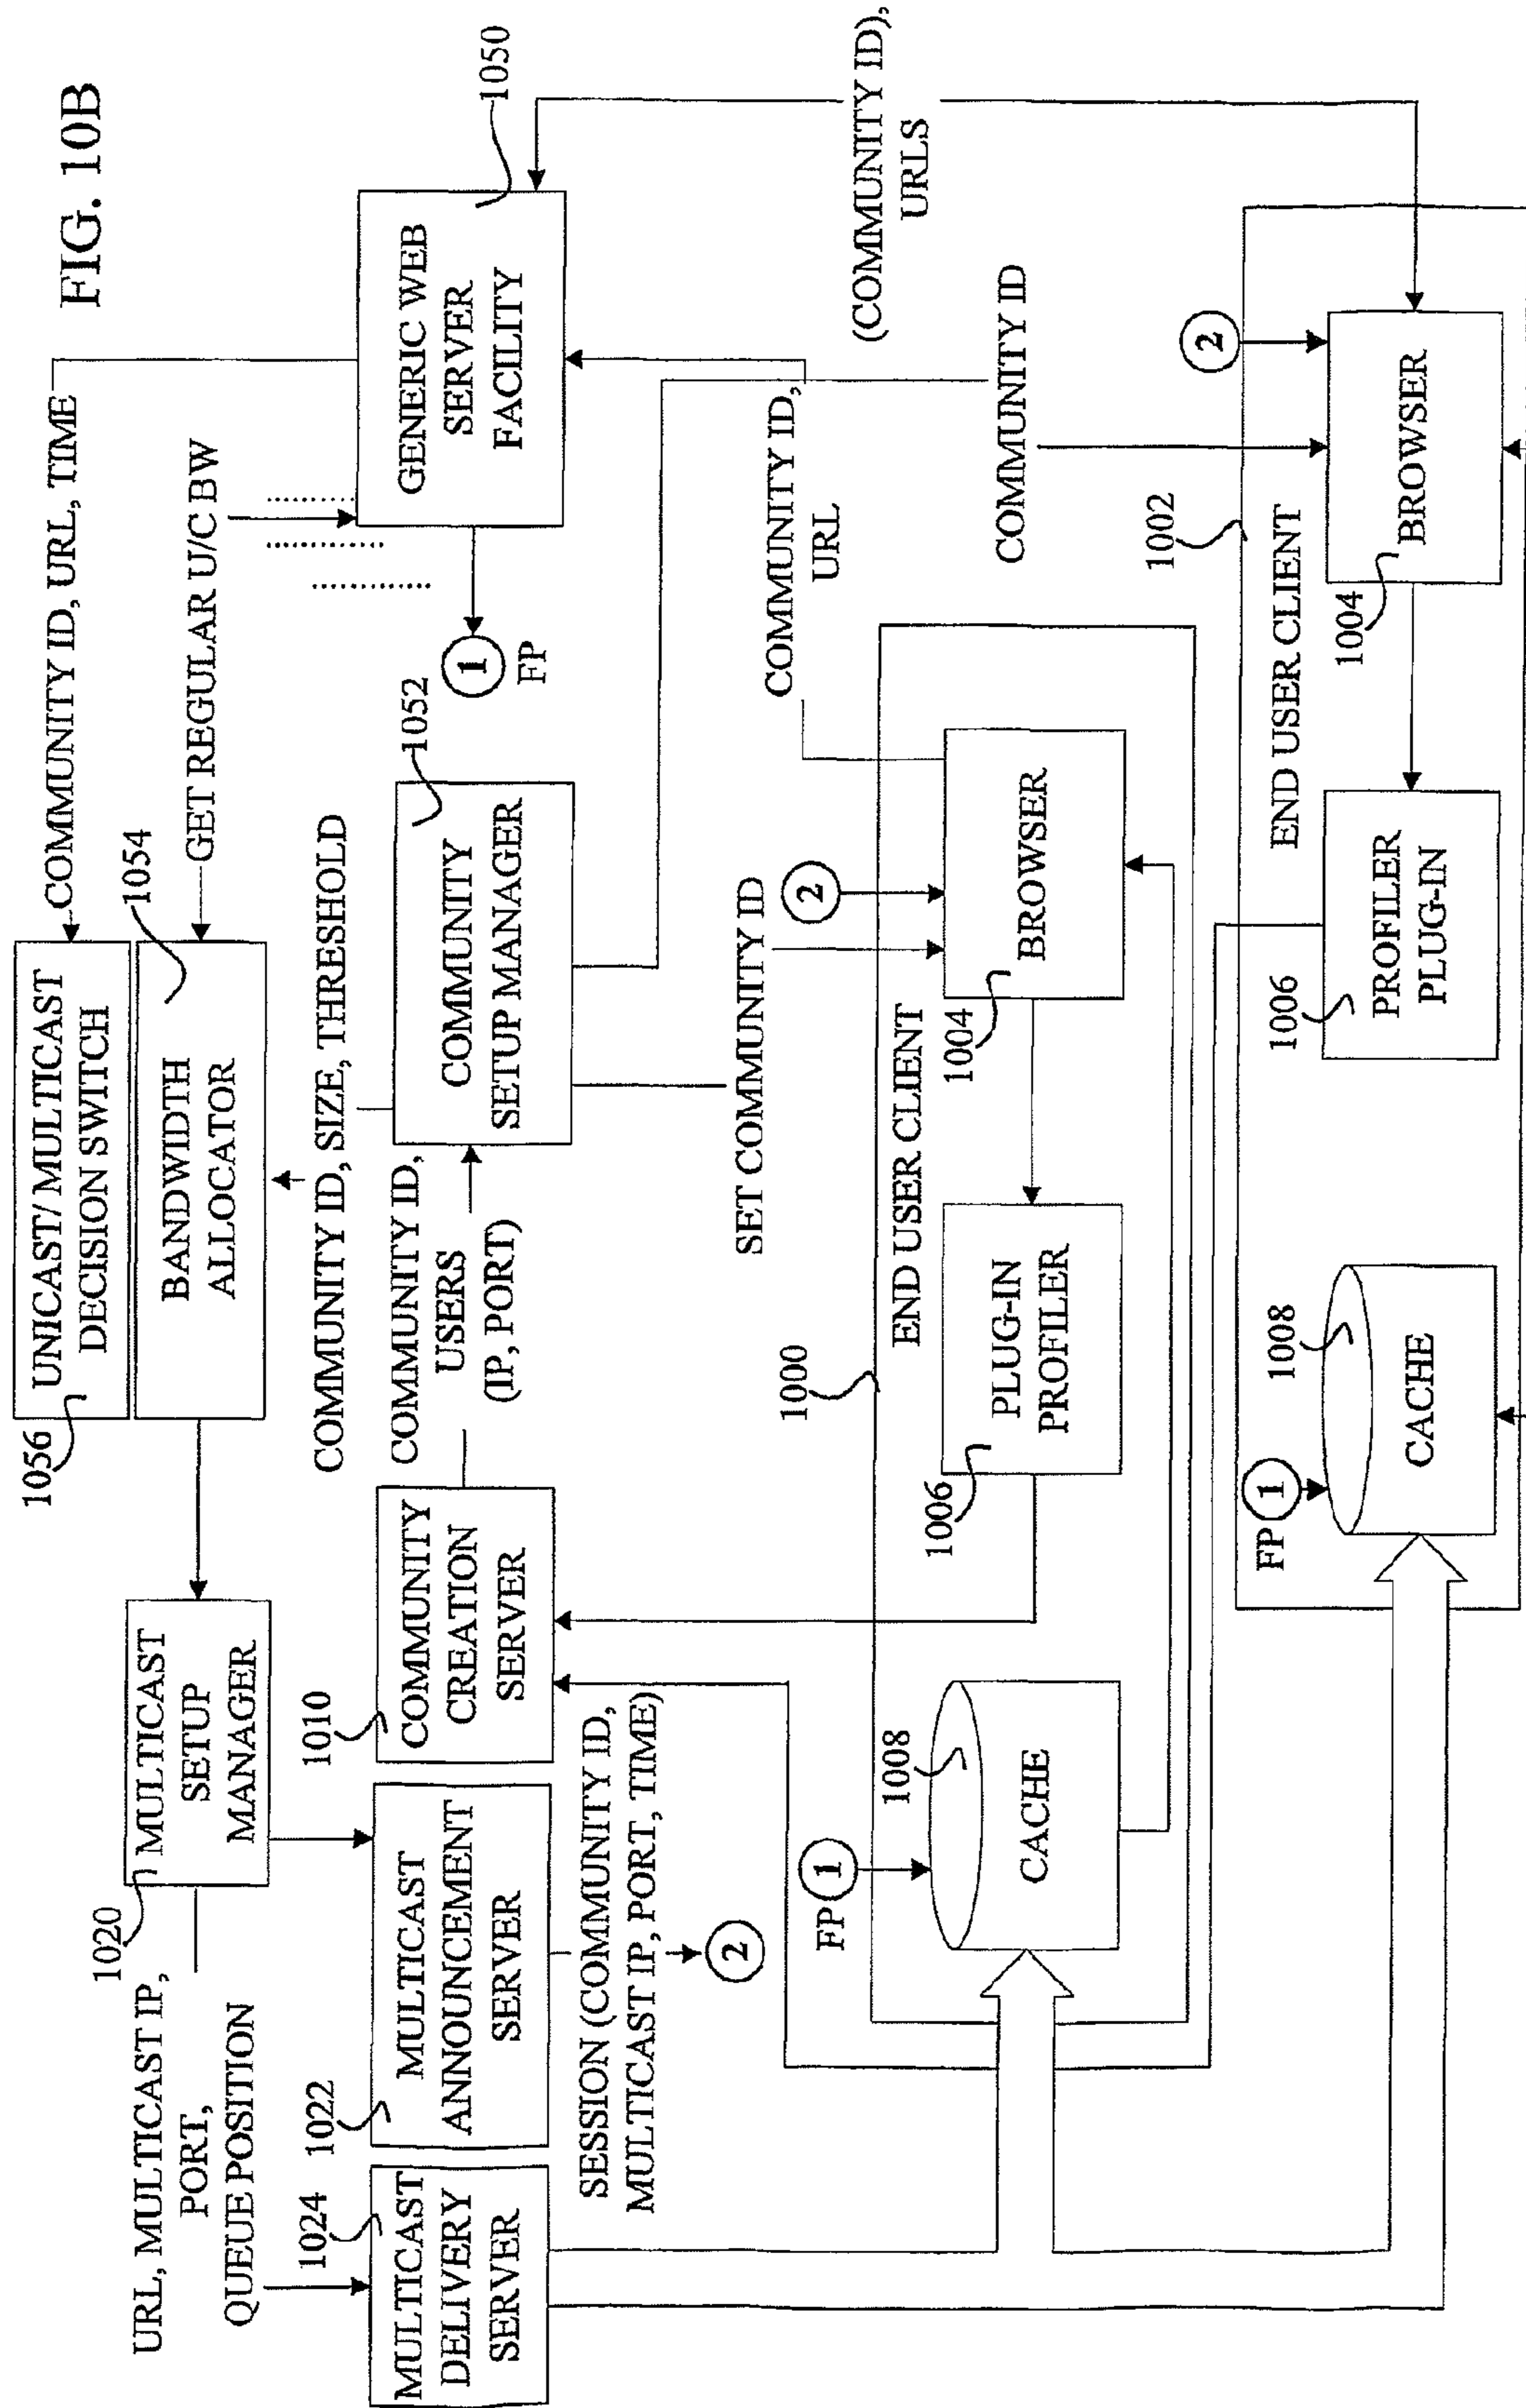 FIG. 10B
1056
UNICAST/ MULTICAST
DECISION SWITCH
COMMUNITY ID, URL, TIME
BANDWIDTH
ALLOCATOR
1054
GET REGULAR U/C BW
1020
MULTICAST
SETUP
MANAGER
URL, MULTICAST IP,
PORT,
QUEUE POSITION
COMMUNITY ID, SIZE, THRESHOLD
COMMUNITY ID,
USERS
(IP, PORT)
1024
MULTICAST
DELIVERY
SERVER
1022
MULTICAST
ANNOUNCEMENT
SERVER
1010
COMMUNITY
CREATION
SERVER
COMMUNITY
SETUP MANAGER
1052
1
FP
GENERIC WEB
SERVER
FACILITY
1050
SESSION (COMMUNITY ID,
MULTICAST IP, PORT, TIME)
2
SET COMMUNITY ID
COMMUNITY ID,
URL
(COMMUNITY ID),
URLS
COMMUNITY ID
1000
END USER CLIENT
FP
1
1008
CACHE
1006
PLUG-IN
PROFILER
2
1004
BROWSER
1002
END USER CLIENT
FP
1
1008
CACHE
1006
PROFILER
PLUG-IN
2
1004
BROWSER